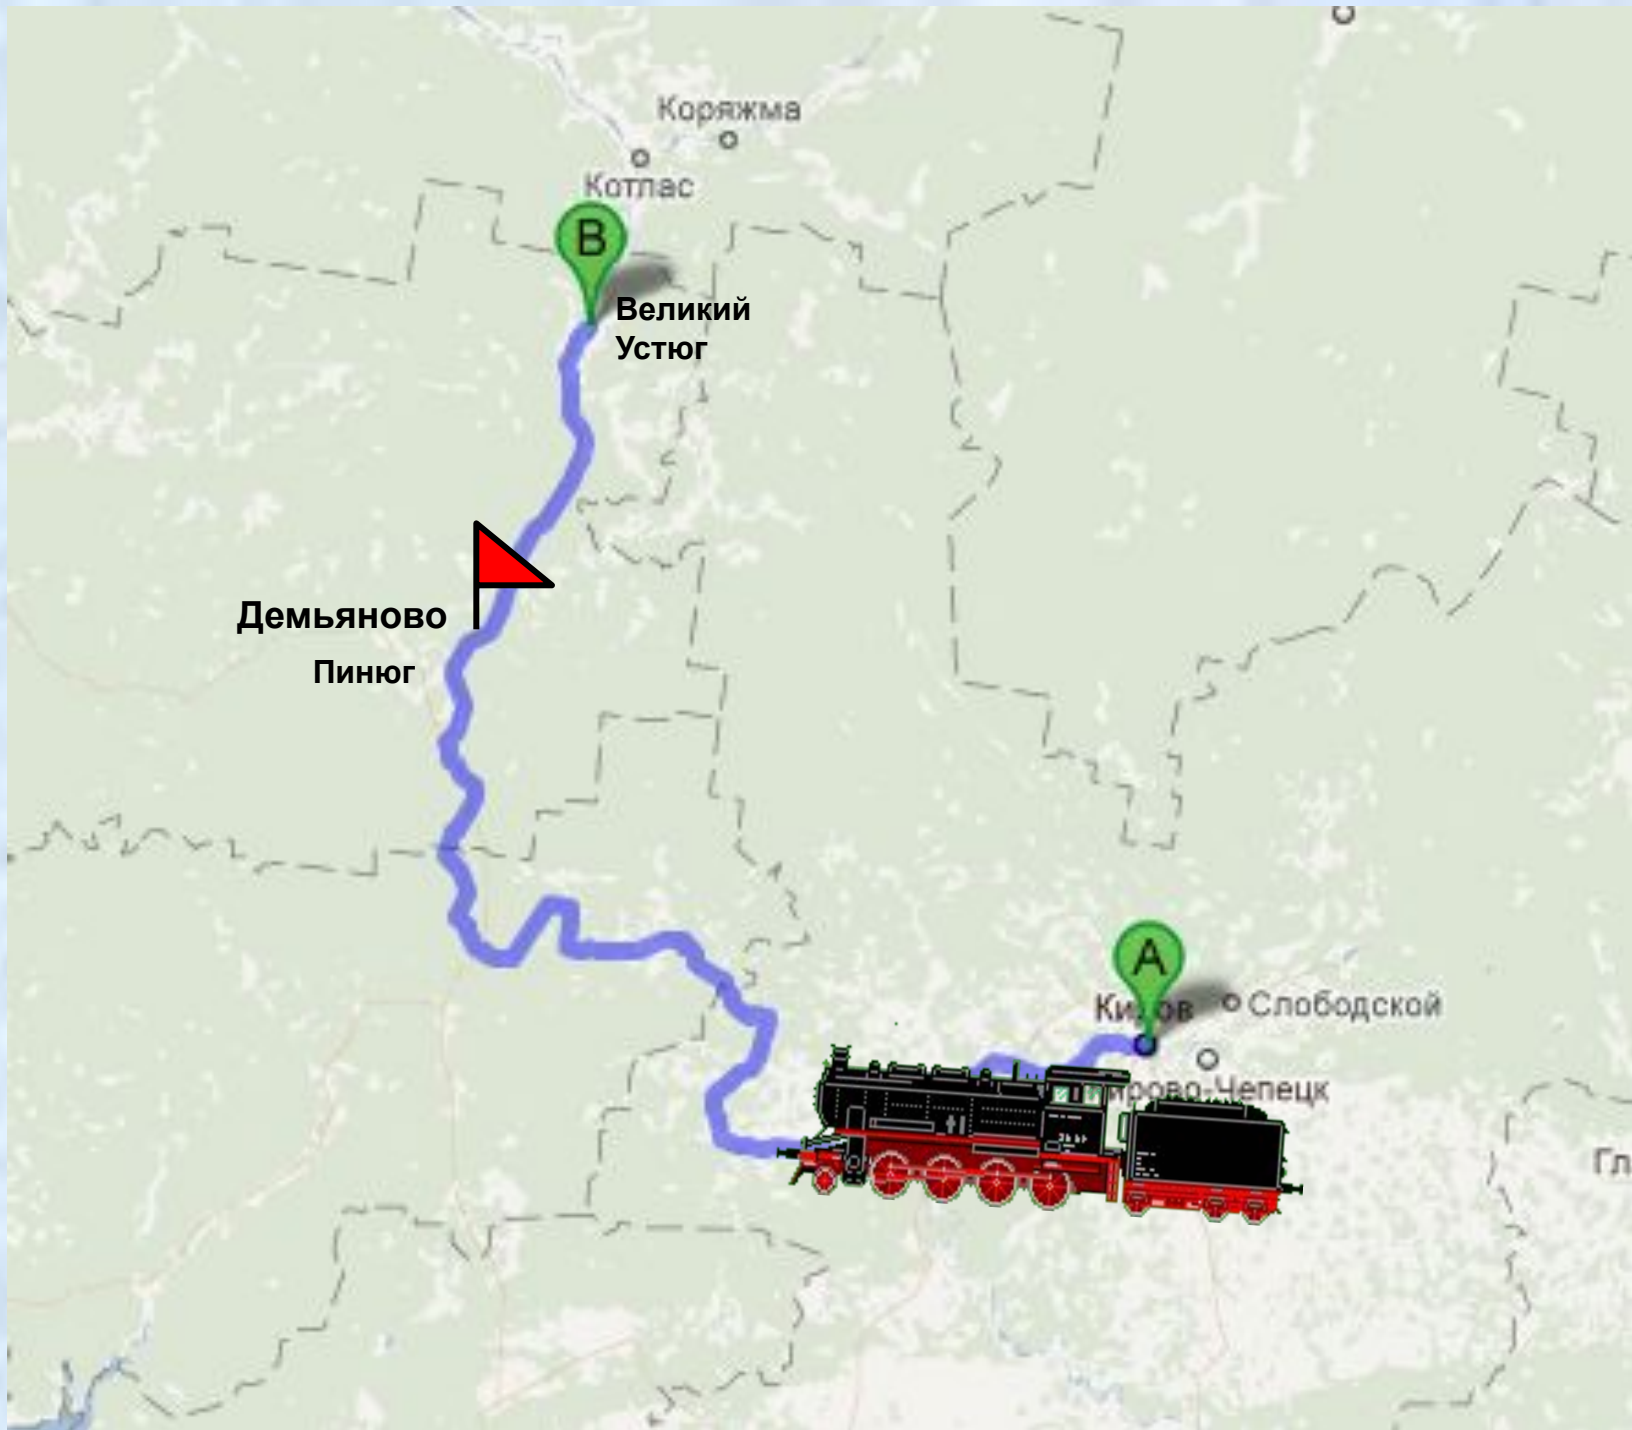 Коряжма
Котлас
B
Великий
Устюг
Демьяново
Пинюг
A
Слободской